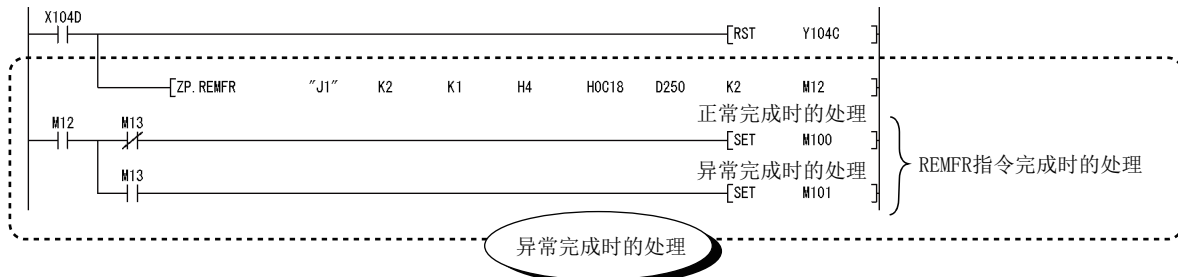 X104D
[RST Y104C ]
[ZP.REMFR "J1" K2 K1 H4 H0C18 D250 K2 M12 ]
正常完成时的处理
M12 M13
[SET M100 ]
异常完成时的处理
REMFR指令完成时的处理
M13
[SET M101 ]
异常完成时的处理